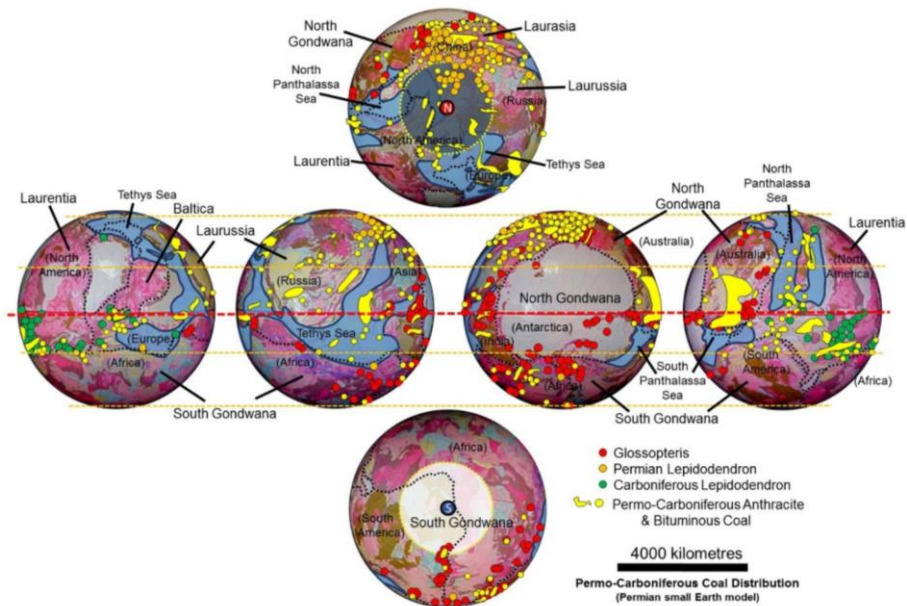 North
Gondwana
Laurasia
(China)
North
Panthalassa
Sea
Laurussia
(Russia)
N
(North America)
Laurentia
Tethys Sea
(Europe)
Laurentia
Tethys Sea
Baltica
Laurussia
(North
America)
(Europe)
(Africa)
(Russia)
(Asia)
Tethys Sea
(Africa)
South Gondwana
North
Gondwana
(Australia)
North Gondwana
(Antarctica)
(India)
(Africa)
South
Panthalassa
Sea
South Gondwana
North
Panthalassa
Sea
Laurentia
(Australia)
(North
America)
(South
America)
(Africa)
(Africa)
S
South Gondwana
(South
America)
Glossopteris
Permian Lepidodendron
Carboniferous Lepidodendron
Permo-Carboniferous Anthracite
& Bituminous Coal
4000 kilometres
Permo-Carboniferous Coal Distribution
(Permian small Earth model)